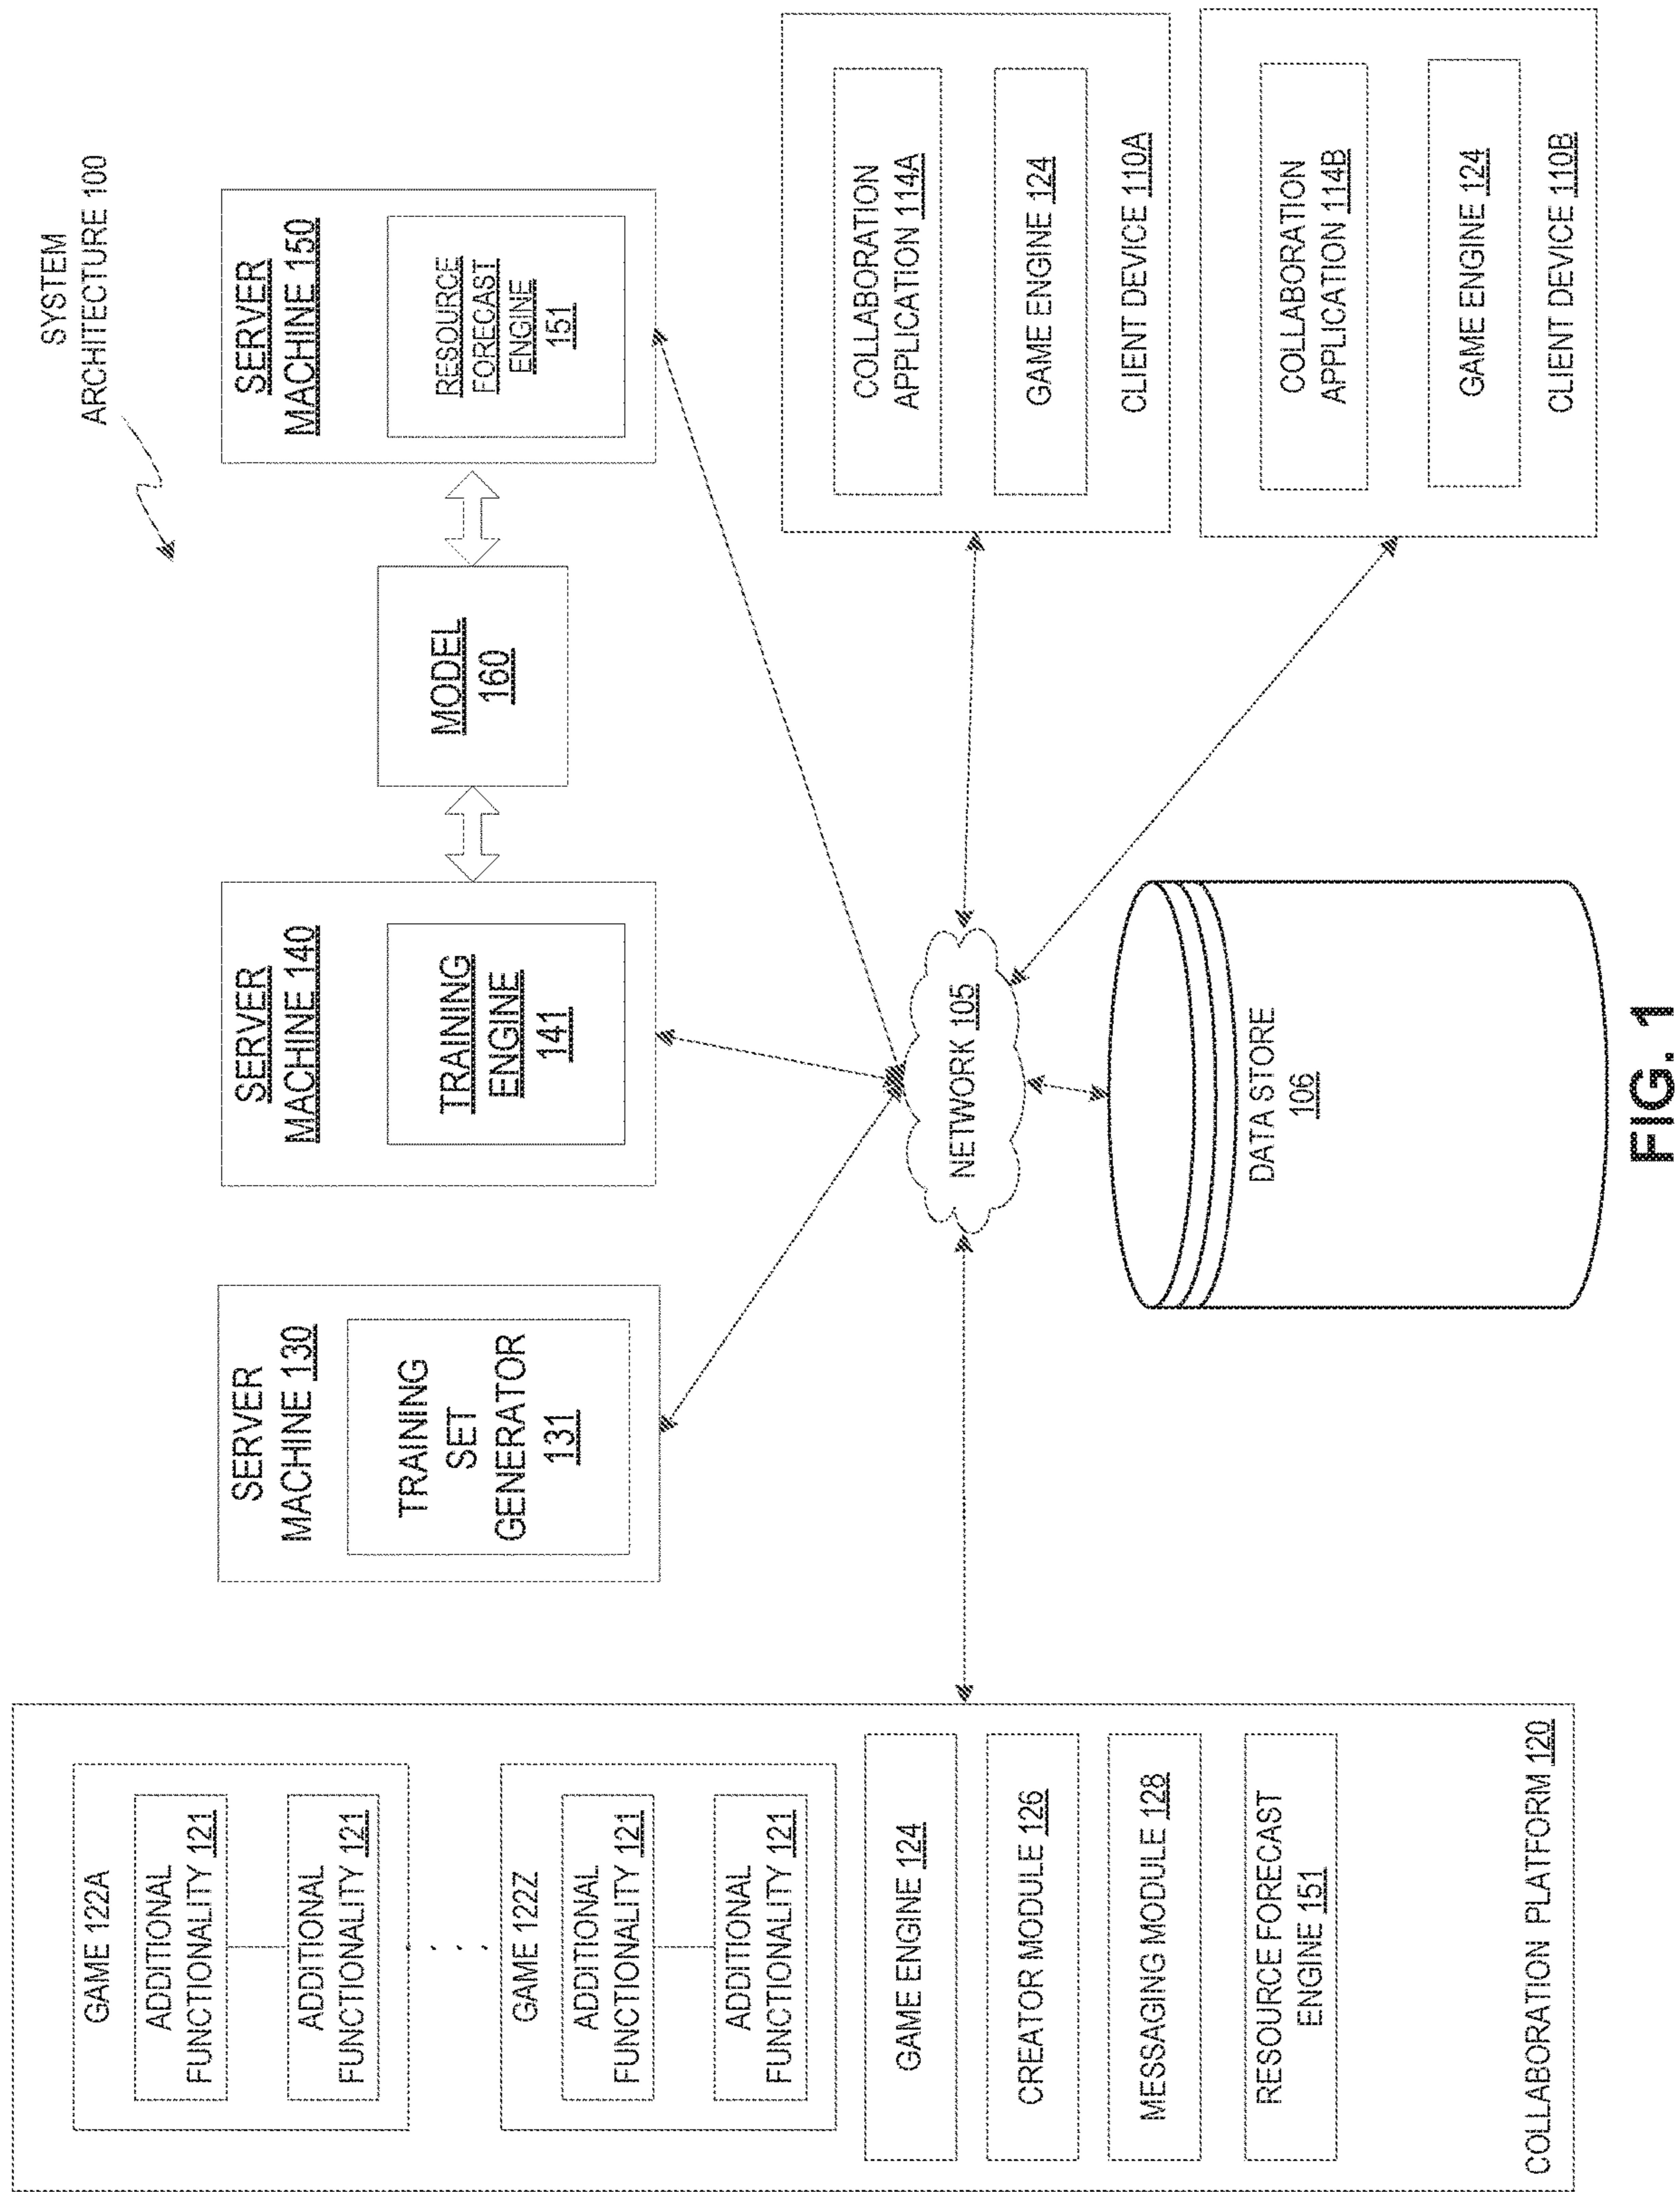 SYSTEM
ARCHITECTURE 100
GAME 122A
ADDITIONAL
FUNCTIONALITY 121
ADDITIONAL
FUNCTIONALITY 121
GAME 122Z
ADDITIONAL
FUNCTIONALITY 121
ADDITIONAL
FUNCTIONALITY 121
GAME ENGINE 124
CREATOR MODULE 126
MESSAGING MODULE 128
RESOURCE FORECAST
ENGINE 151
COLLABORATION PLATFORM 120
SERVER
MACHINE 130
TRAINING
SET
GENERATOR
131
SERVER
MACHINE 140
TRAINING
ENGINE
141
MODEL
160
SERVER
MACHINE 150
RESOURCE
FORECAST
ENGINE
151
NETWORK 105
DATA STORE
106
COLLABORATION
APPLICATION 114A
GAME ENGINE 124
CLIENT DEVICE 110A
COLLABORATION
APPLICATION 114B
GAME ENGINE 124
CLIENT DEVICE 110B
FIG. 1